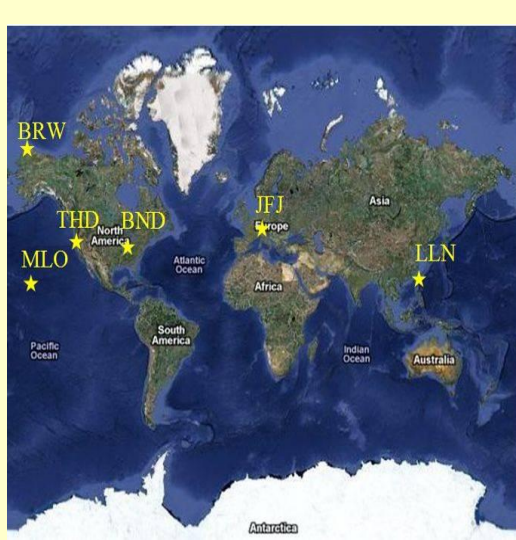 BRW
JFJ
Asia
THD
BND
North
America
Europe
MLO
LLN
Atlantic
Ocean
Africa
Pacific
Ocean
South
America
Indian
Ocean
Australia
Antarctica